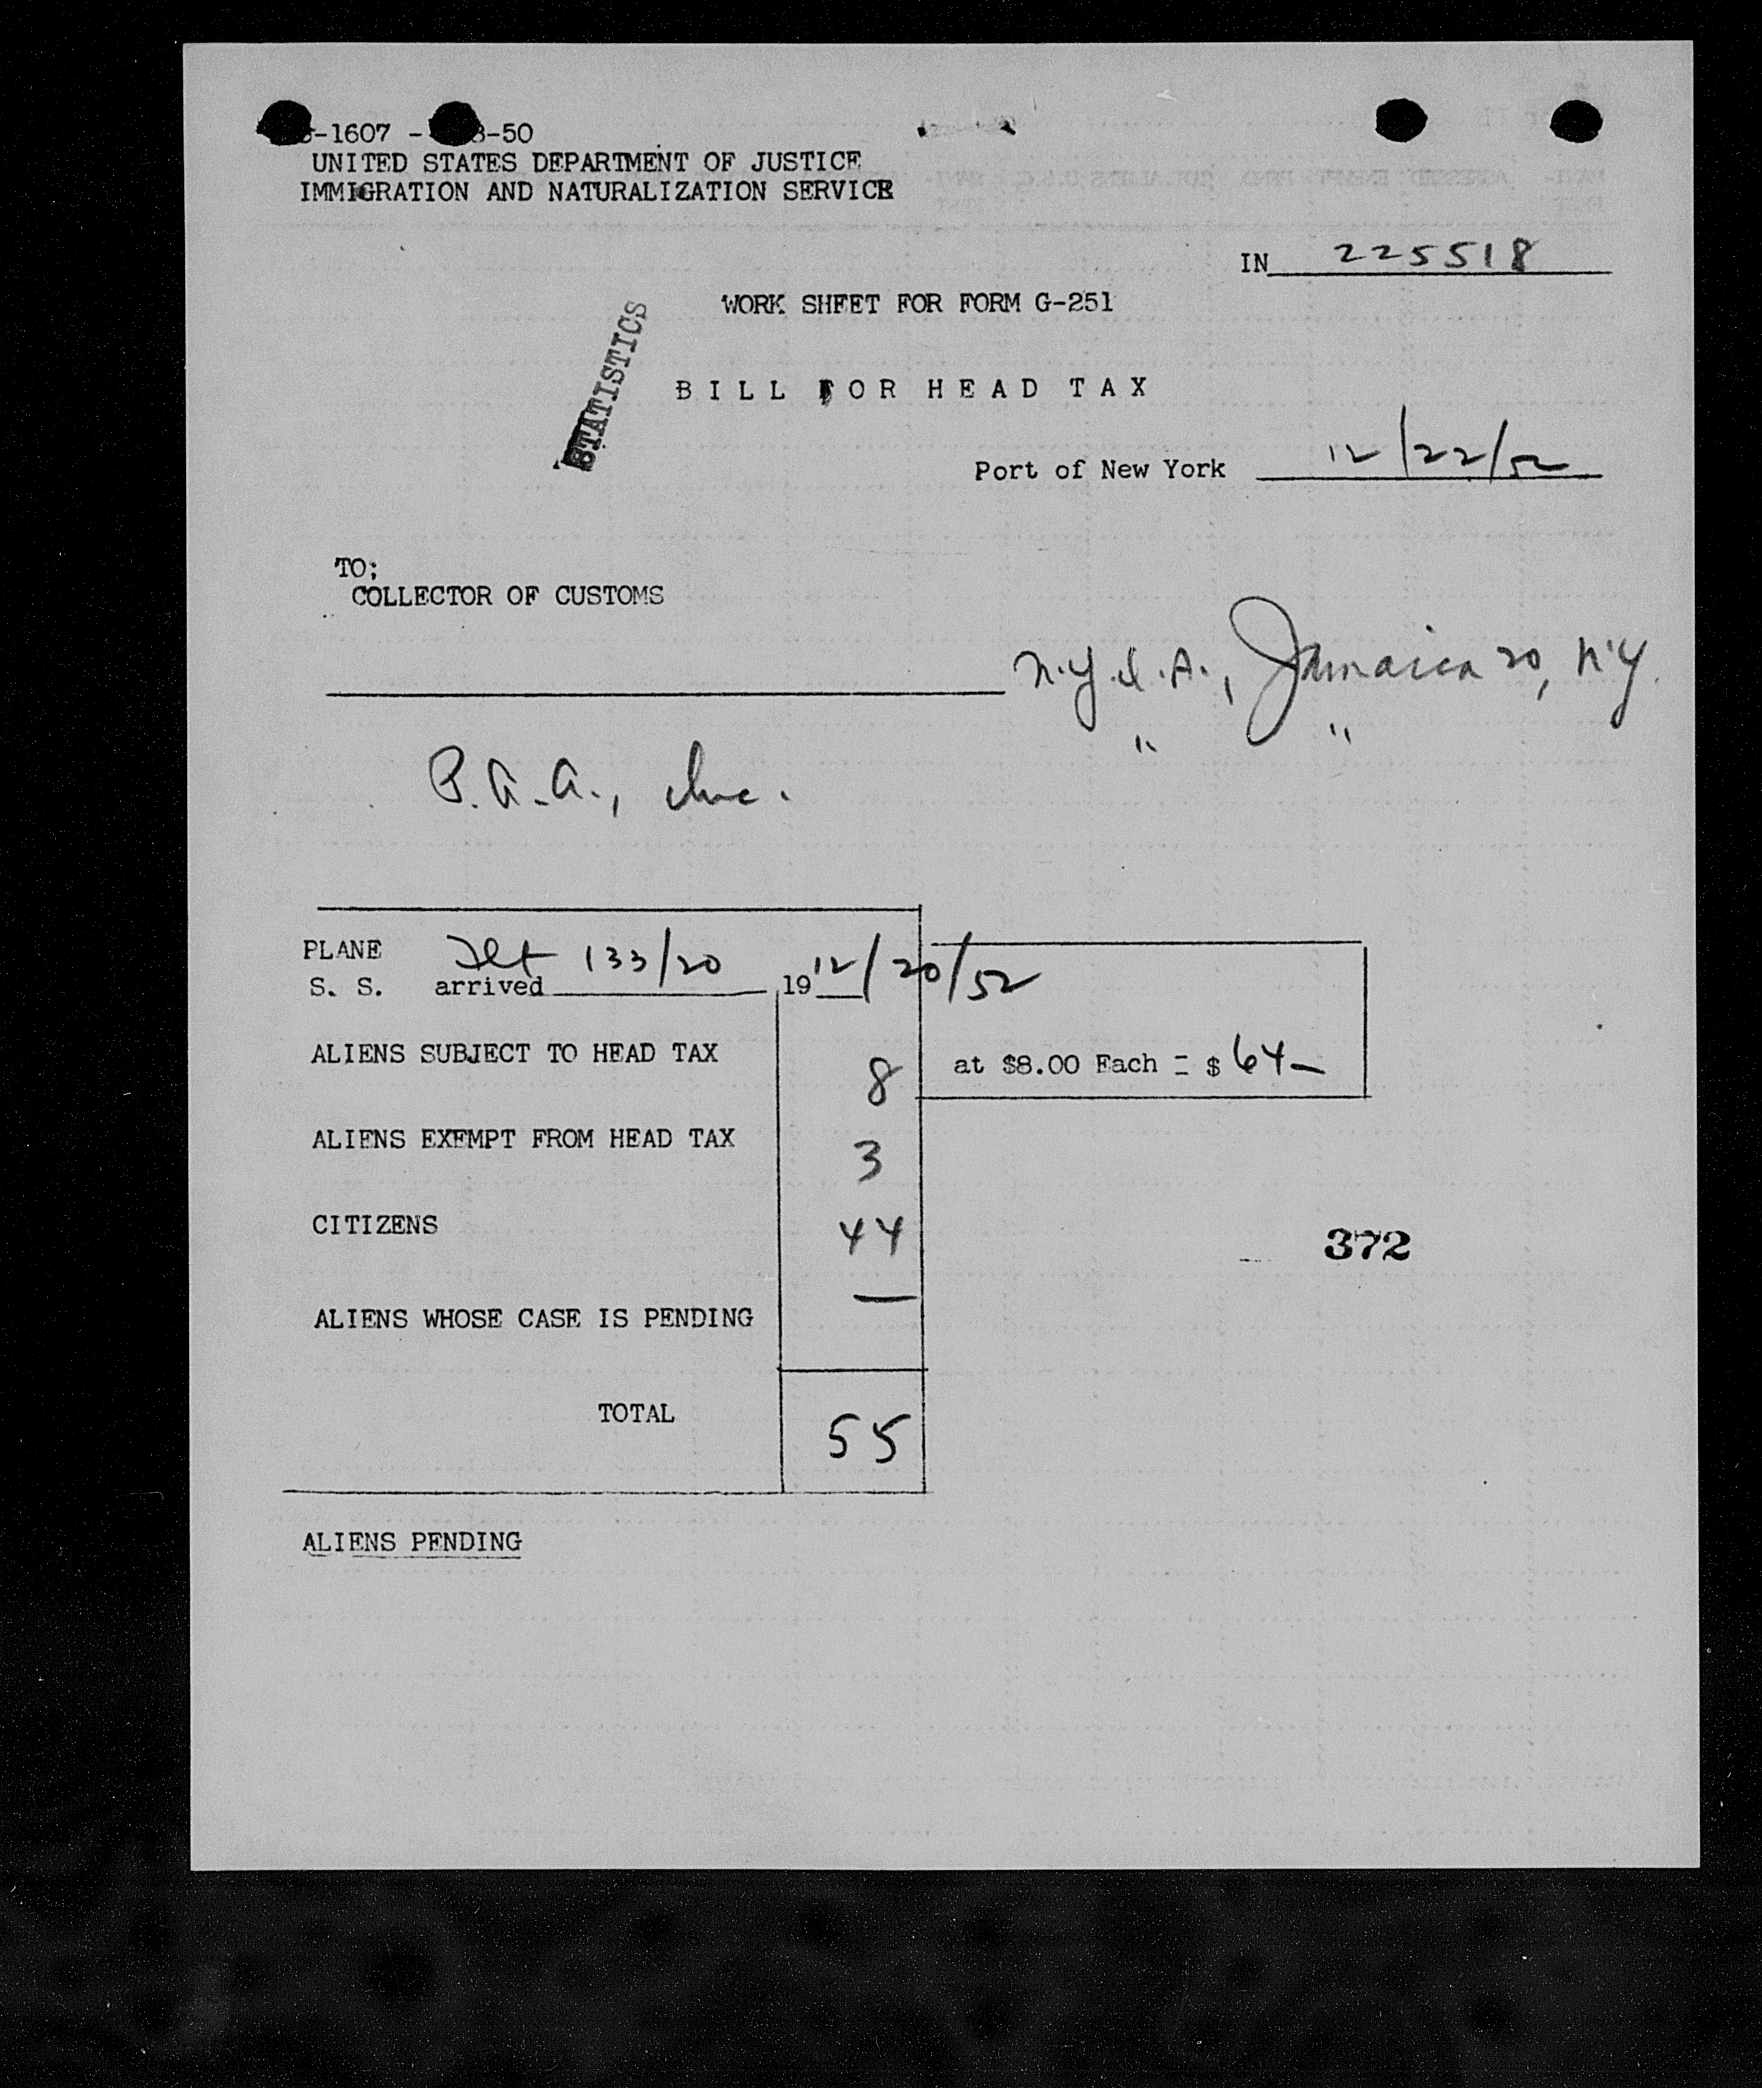 -1607 - -50
UNITED STATES DEPARTMENT OF JUSTICE
IMMIGRATION AND NATURALIZATION SERVICE
IN 225518
WORK SHEET FOR FORM G-251
STATISTICS
BILL FOR HEAD TAX
Port of New York 12/22/52
TO;
COLLECTOR OF CUSTOMS
N.Y.I.A., Jamaica 20, N.Y.
" "
P.A.A., Inc.
PLANE Flt 133/20 12/20/52
S. S. arrived 19
ALIENS SUBJECT TO HEAD TAX 8 at $8.00 Each = $ 64-
ALIENS EXEMPT FROM HEAD TAX 3
CITIZENS 44
372
ALIENS WHOSE CASE IS PENDING —
TOTAL 55
ALIENS PENDING